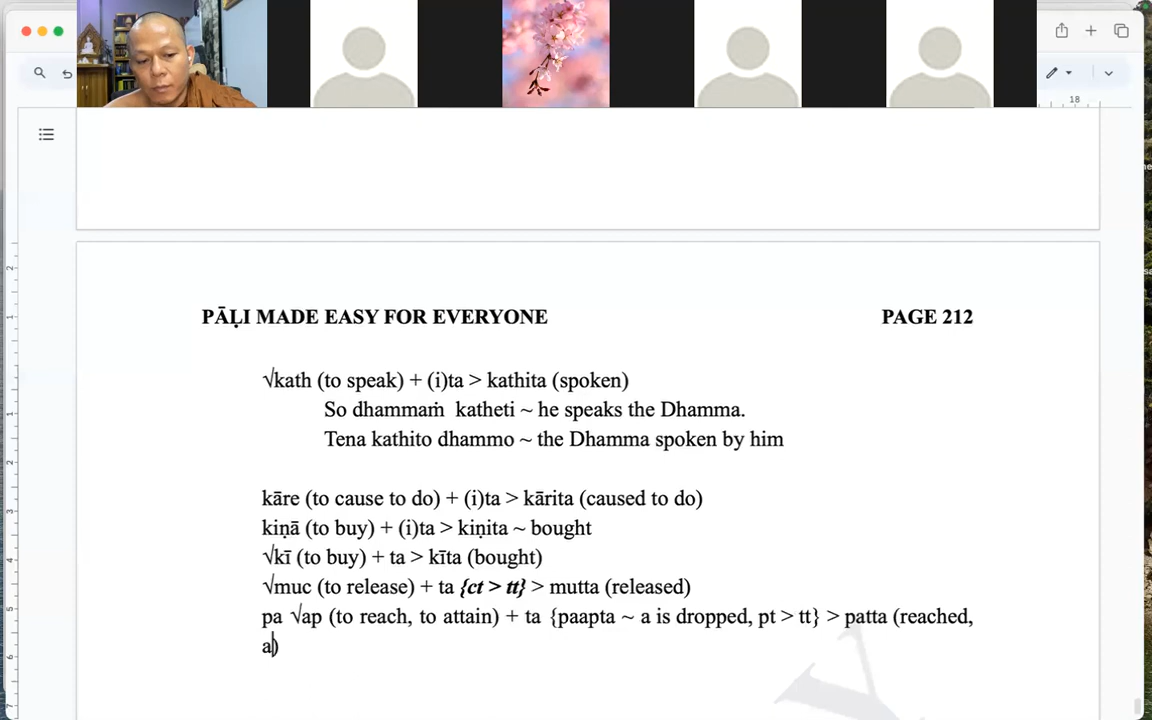 18
PĀḶI MADE EASY FOR EVERYONE PAGE 212
√kath (to speak) + (i)ta > kathita (spoken)
So dhammaṁ katheti ~ he speaks the Dhamma.
Tena kathito dhammo ~ the Dhamma spoken by him
kāre (to cause to do) + (i)ta > kārita (caused to do)
kiṇā (to buy) + (i)ta > kiṇita ~ bought
√kī (to buy) + ta > kīta (bought)
√muc (to release) + ta {ct > tt} > mutta (released)
pa √ap (to reach, to attain) + ta {paapta ~ a is dropped, pt > tt} > patta (reached,
a)